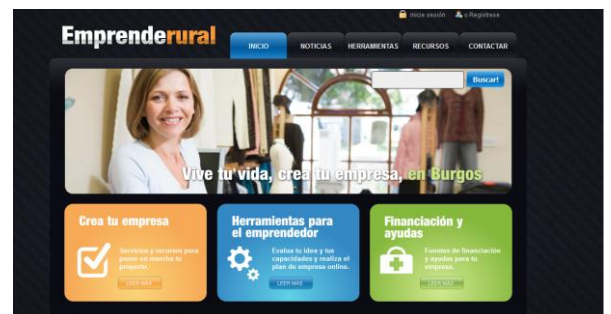 Inicie sesión o Regístrese
Emprenderural
INICIO NOTICIAS HERRAMIENTAS RECURSOS CONTACTAR
Buscar!
Vive tu vida, crea tu empresa, en Burgos
Crea tu empresa
Servicios y recursos para
poner en marcha tu
proyecto.
LEER MÁS
Herramientas para
el emprendedor
Evalua tu idea y tus
capacidades y realiza el
plan de empresa online.
LEER MÁS
Financiación y
ayudas
Fuentes de financiación
y ayudas para tu
empresa.
LEER MÁS